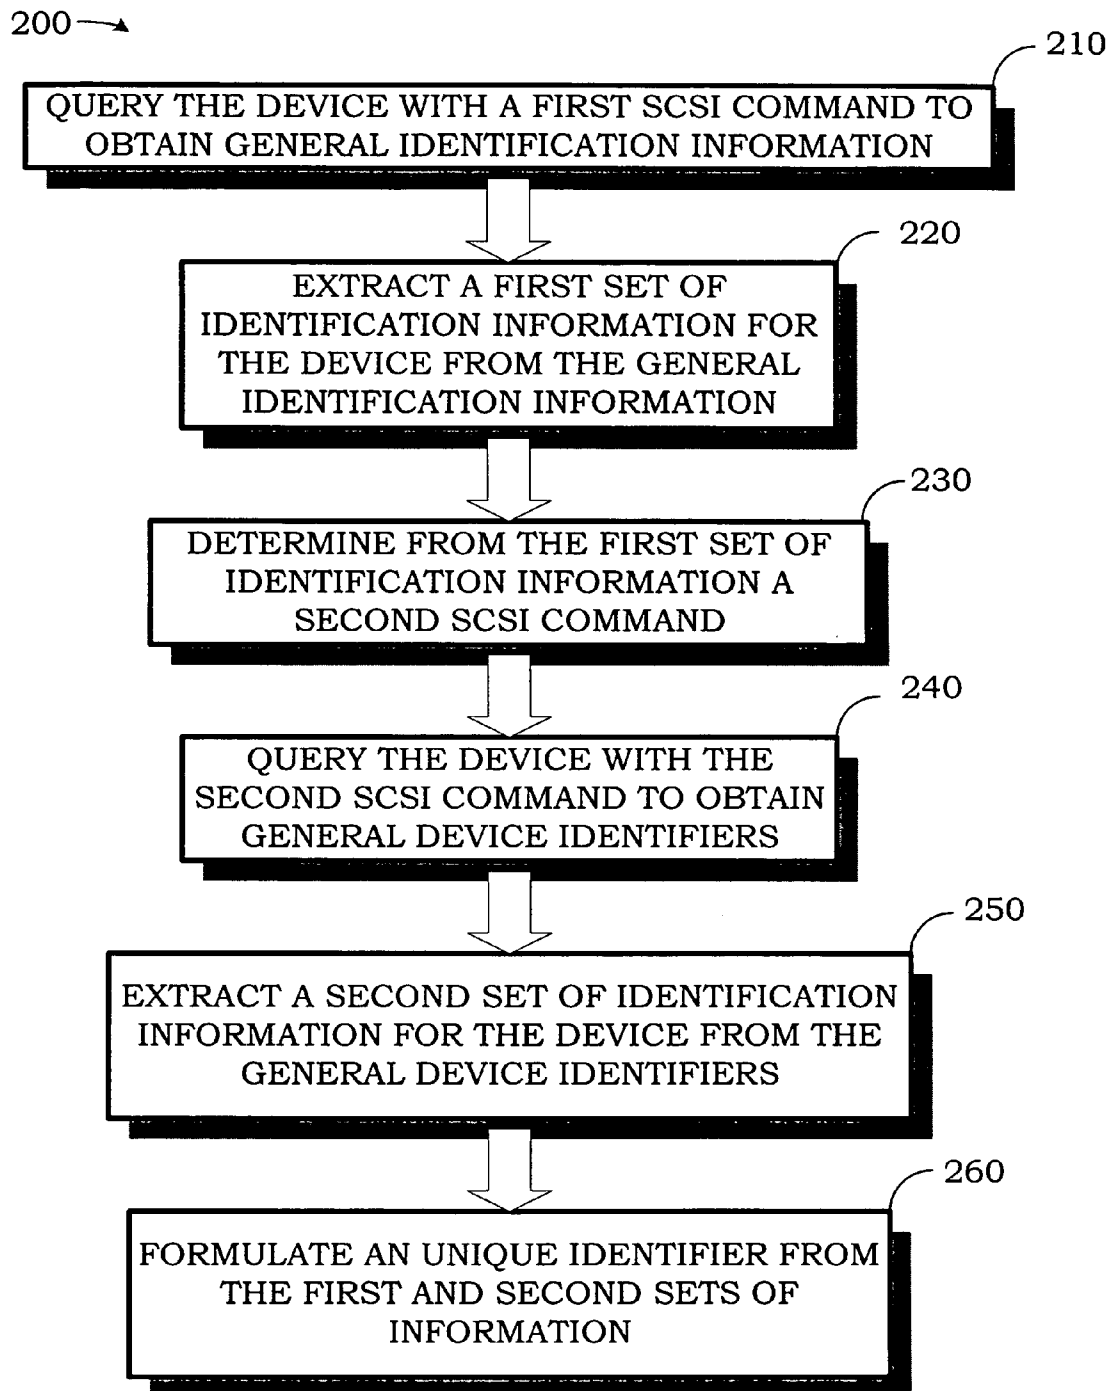 200
210
QUERY THE DEVICE WITH A FIRST SCSI COMMAND TO
OBTAIN GENERAL IDENTIFICATION INFORMATION
220
EXTRACT A FIRST SET OF
IDENTIFICATION INFORMATION FOR
THE DEVICE FROM THE GENERAL
IDENTIFICATION INFORMATION
230
DETERMINE FROM THE FIRST SET OF
IDENTIFICATION INFORMATION A
SECOND SCSI COMMAND
240
QUERY THE DEVICE WITH THE
SECOND SCSI COMMAND TO OBTAIN
GENERAL DEVICE IDENTIFIERS
250
EXTRACT A SECOND SET OF IDENTIFICATION
INFORMATION FOR THE DEVICE FROM THE
GENERAL DEVICE IDENTIFIERS
260
FORMULATE AN UNIQUE IDENTIFIER FROM
THE FIRST AND SECOND SETS OF
INFORMATION